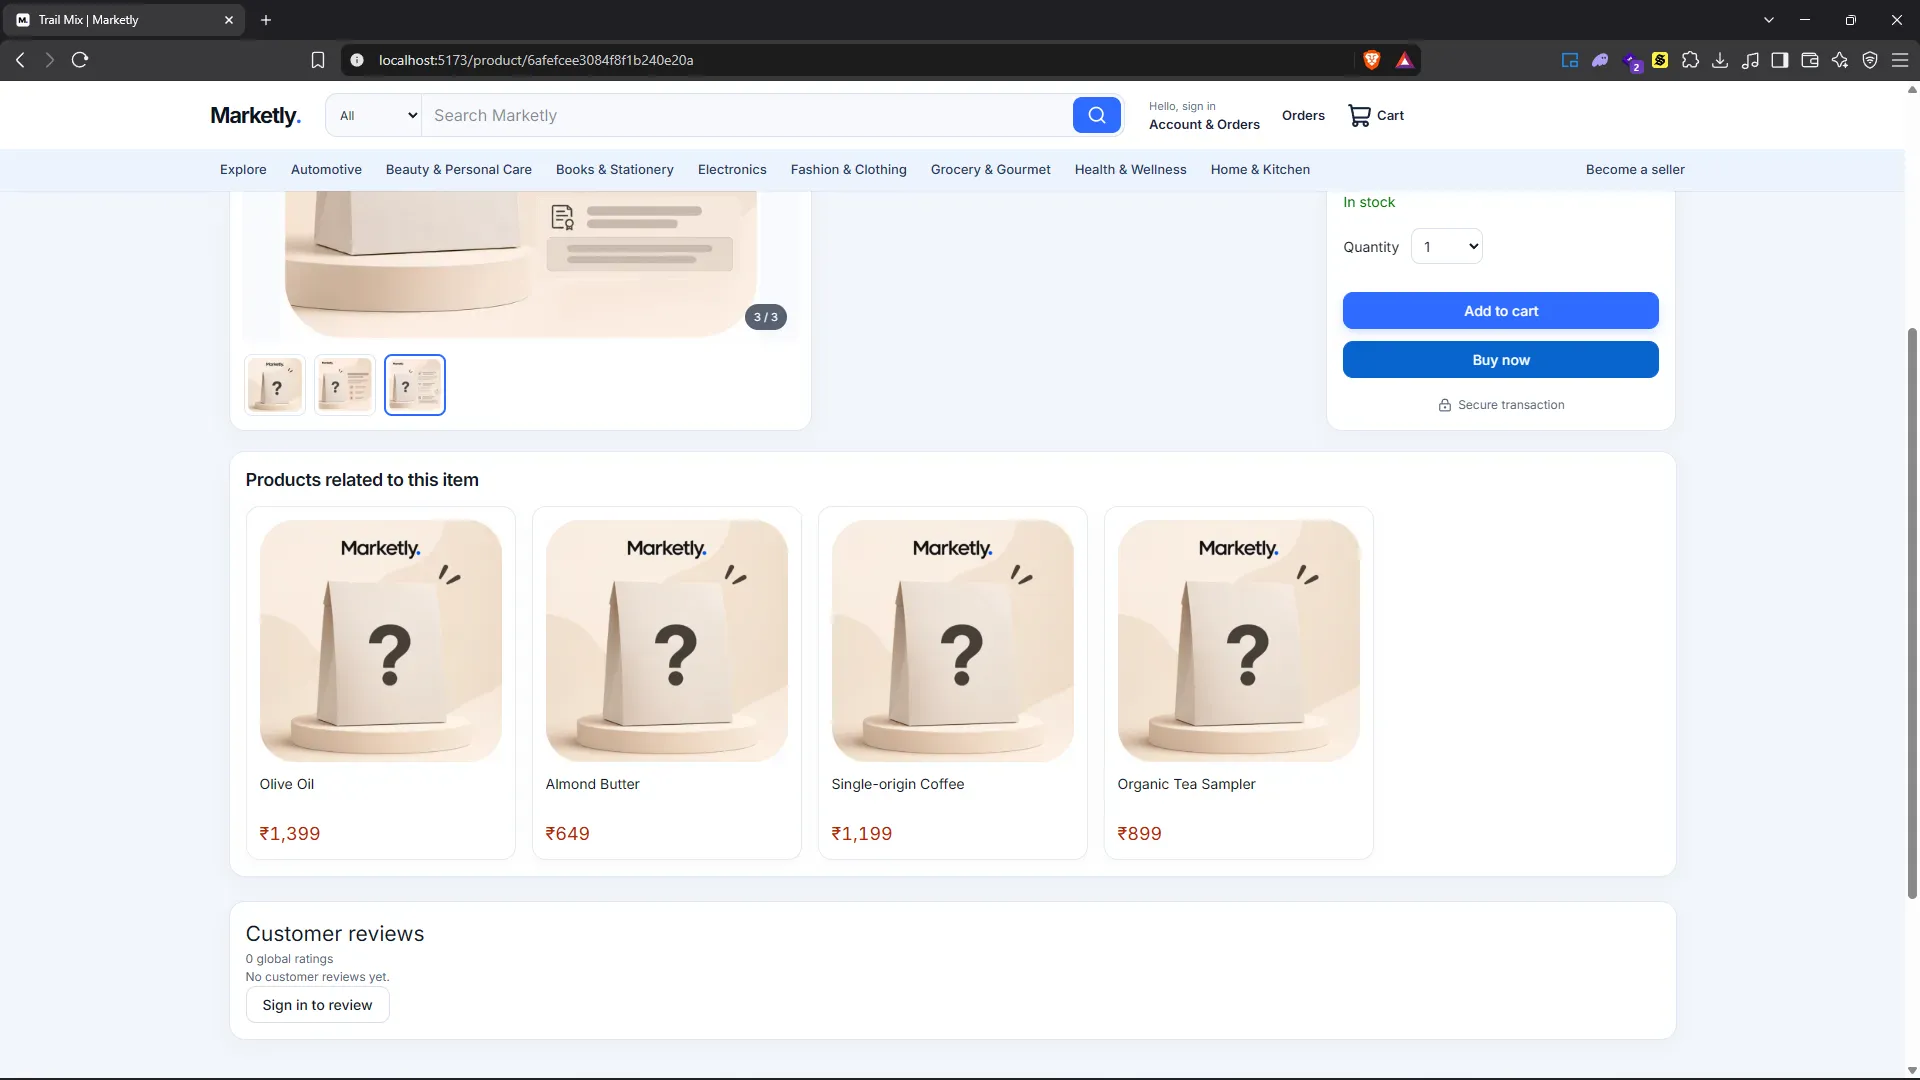 Trail Mix | Marketly
localhost:5173/product/6afefcee3084f8f1b240e20a
2
Marketly.
All
Search Marketly
Hello, sign in
Account & Orders
Orders
Cart
Explore
Automotive
Beauty & Personal Care
Books & Stationery
Electronics
Fashion & Clothing
Grocery & Gourmet
Health & Wellness
Home & Kitchen
Become a seller
3 / 3
In stock
Quantity
1
Add to cart
Buy now
Secure transaction
Products related to this item
Marketly.
?
Olive Oil
₹1,399
Marketly.
?
Almond Butter
₹649
Marketly.
?
Single-origin Coffee
₹1,199
Marketly.
?
Organic Tea Sampler
₹899
Customer reviews
0 global ratings
No customer reviews yet.
Sign in to review